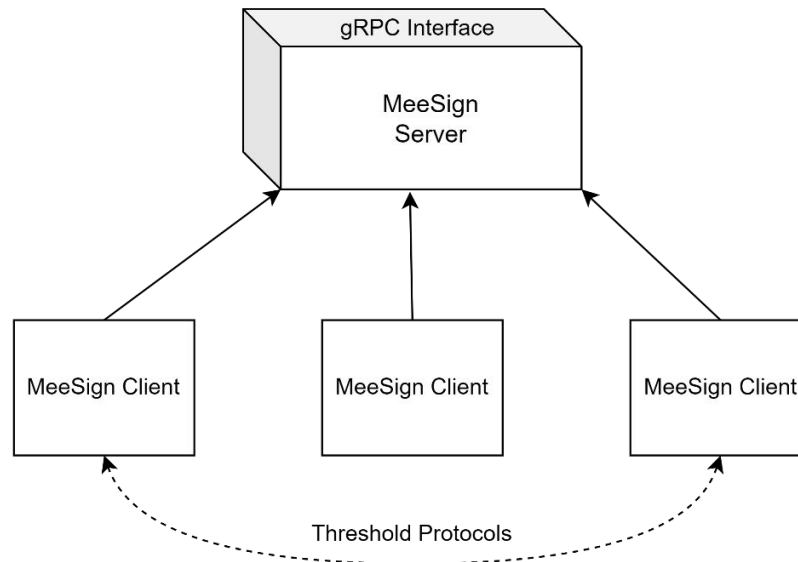 gRPC Interface
MeeSign
Server
MeeSign Client
MeeSign Client
MeeSign Client
Threshold Protocols